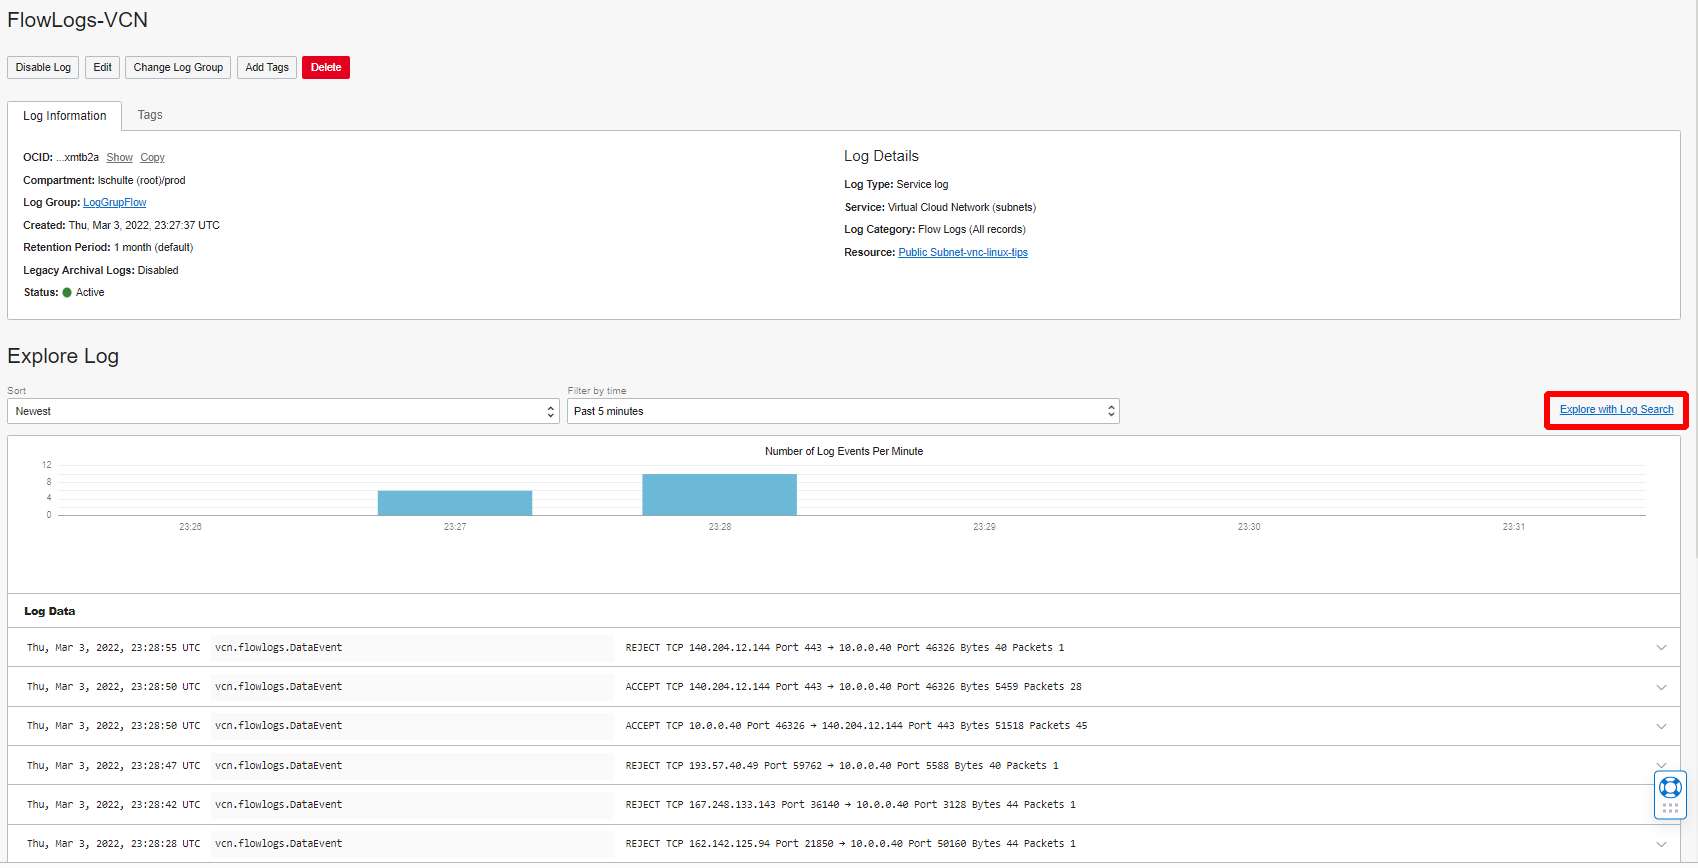 FlowLogs-VCN
Disable Log Edit Change Log Group Add Tags Delete
Log Information Tags
OCID: ...xmtb2a Show Copy
Compartment: lschulte (root)/prod
Log Group: LogGrupFlow
Created: Thu, Mar 3, 2022, 23:27:37 UTC
Retention Period: 1 month (default)
Legacy Archival Logs: Disabled
Status: Active
Log Details
Log Type: Service log
Service: Virtual Cloud Network (subnets)
Log Category: Flow Logs (All records)
Resource: Public Subnet-vnc-linux-tips
Explore Log
Sort Filter by time
Newest Past 5 minutes Explore with Log Search
Number of Log Events Per Minute
12
8
4
0
23:26 23:27 23:28 23:29 23:30 23:31
Log Data
Thu, Mar 3, 2022, 23:28:55 UTC vcn.flowlogs.DataEvent REJECT TCP 140.204.12.144 Port 443 → 10.0.0.40 Port 46326 Bytes 40 Packets 1
Thu, Mar 3, 2022, 23:28:50 UTC vcn.flowlogs.DataEvent ACCEPT TCP 140.204.12.144 Port 443 → 10.0.0.40 Port 46326 Bytes 5459 Packets 28
Thu, Mar 3, 2022, 23:28:50 UTC vcn.flowlogs.DataEvent ACCEPT TCP 10.0.0.40 Port 46326 → 140.204.12.144 Port 443 Bytes 51518 Packets 45
Thu, Mar 3, 2022, 23:28:47 UTC vcn.flowlogs.DataEvent REJECT TCP 193.57.40.49 Port 59762 → 10.0.0.40 Port 5588 Bytes 40 Packets 1
Thu, Mar 3, 2022, 23:28:42 UTC vcn.flowlogs.DataEvent REJECT TCP 167.248.133.143 Port 36140 → 10.0.0.40 Port 3128 Bytes 44 Packets 1
Thu, Mar 3, 2022, 23:28:28 UTC vcn.flowlogs.DataEvent REJECT TCP 162.142.125.94 Port 21850 → 10.0.0.40 Port 50160 Bytes 44 Packets 1